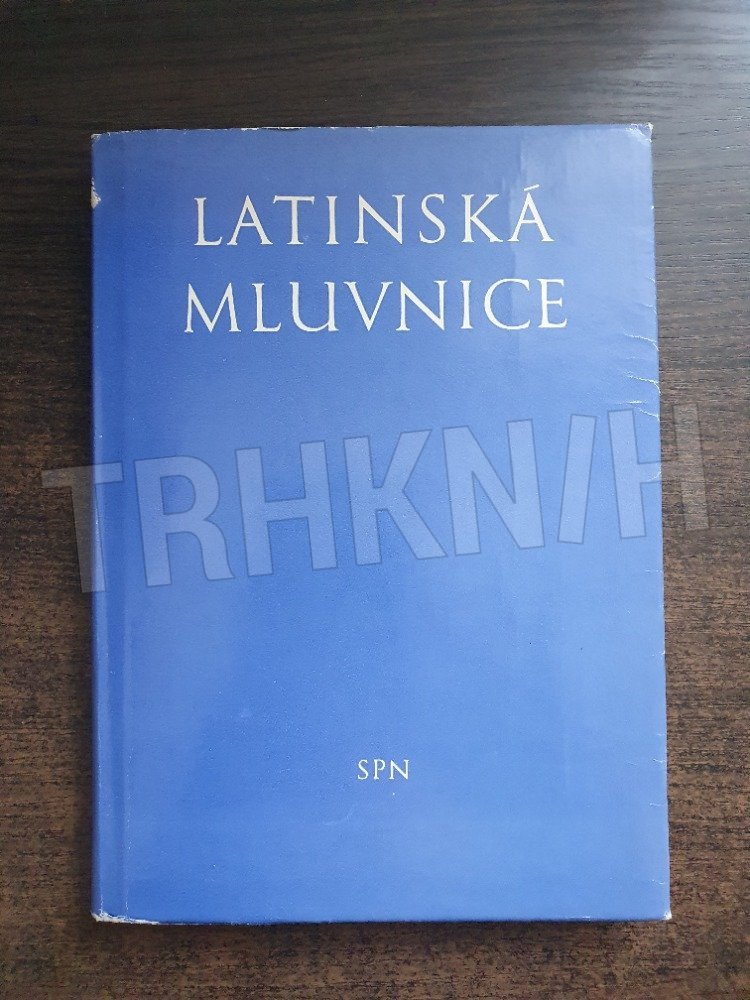 LATINSKÁ
MLUVNICE
TRHKNIH
SPN